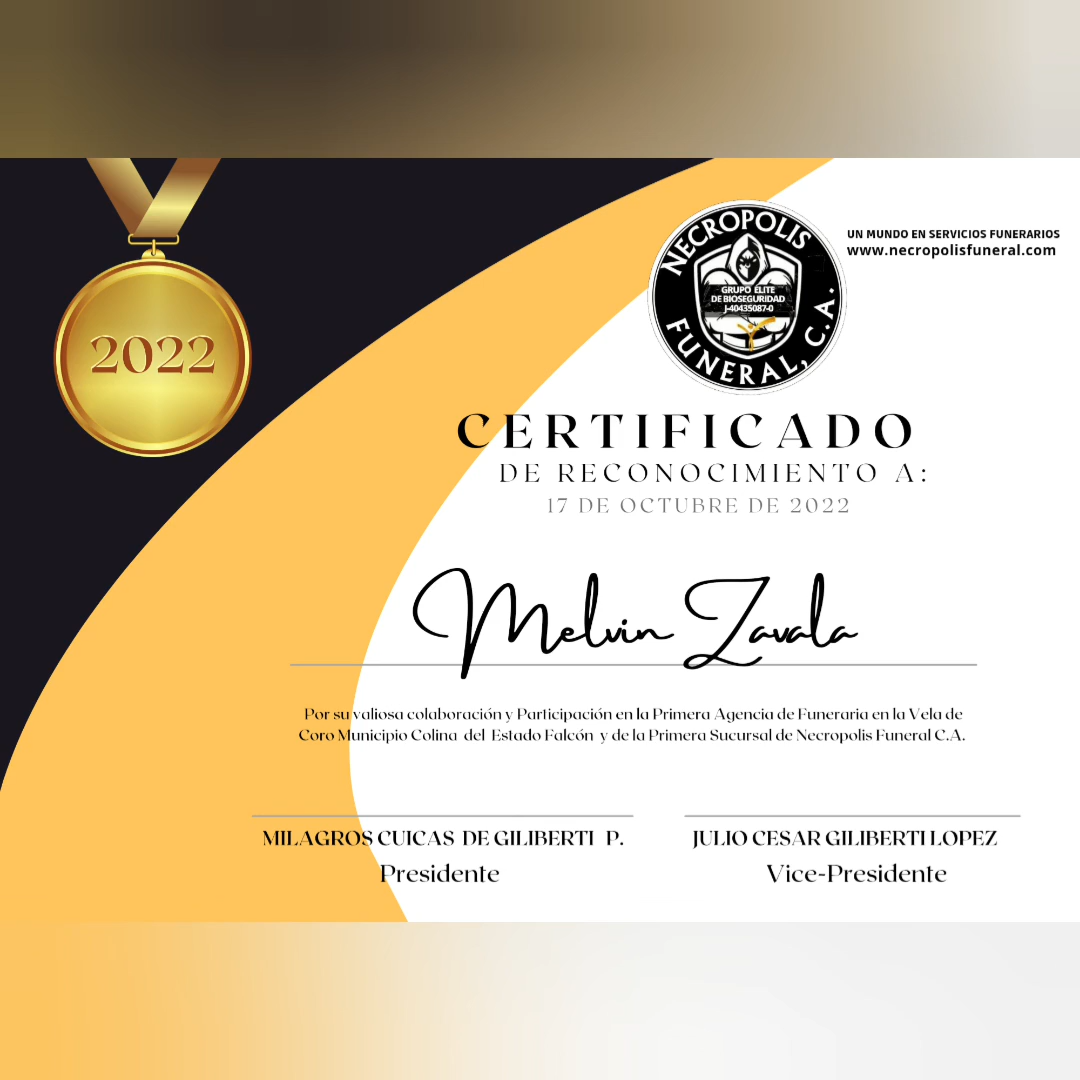 2022
NECROPOLIS
GRUPO ÉLITE
DE BIOSEGURIDAD
J-40435087-0
FUNERAL, C.A.
UN MUNDO EN SERVICIOS FUNERARIOS
www.necropolisfuneral.com
CERTIFICADO
DE RECONOCIMIENTO A:
17 DE OCTUBRE DE 2022
Melvin Zavala
Por su valiosa colaboración y Participación en la Primera Agencia de Funeraria en la Vela de
Coro Municipio Colina del Estado Falcón y de la Primera Sucursal de Necropolis Funeral C.A.
MILAGROS CUICAS DE GILIBERTI P.
Presidente
JULIO CESAR GILIBERTI LOPEZ
Vice-Presidente